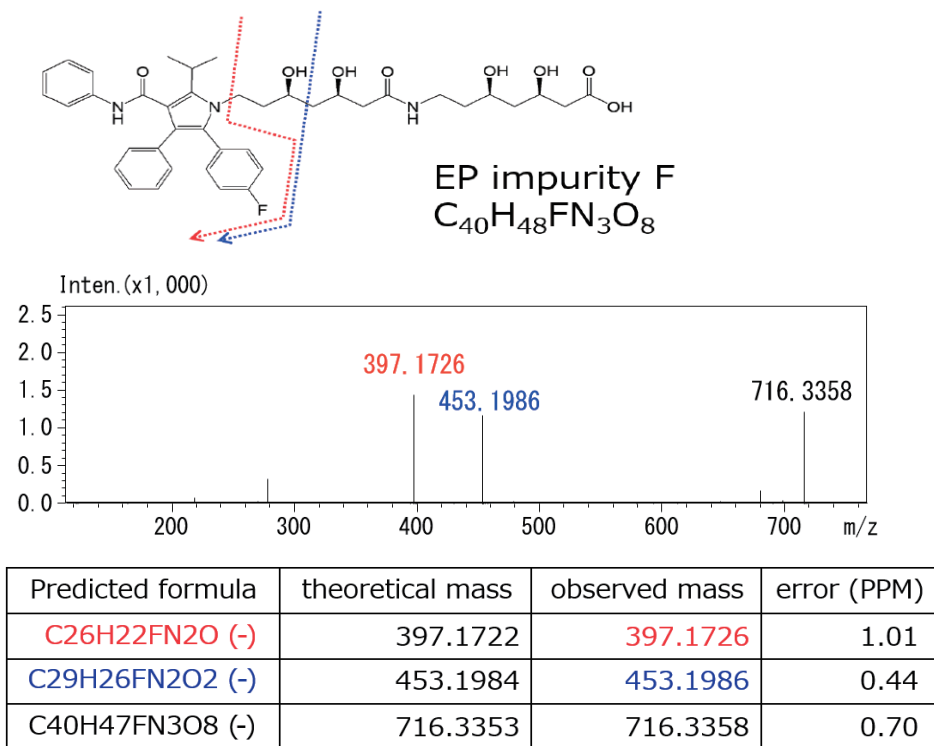 OH OH O OH OH O
O
N
H
N
N
H
OH
F
EP impurity F
C₄₀H₄₈FN₃O₈
Inten.(x1,000)
2.5
2.0
1.5
1.0
0.5
0.0
397.1726
453.1986
716.3358
200 300 400 500 600 700 m/z
Predicted formula theoretical mass observed mass error (PPM)
C26H22FN2O (-) 397.1722 397.1726 1.01
C29H26FN2O2 (-) 453.1984 453.1986 0.44
C40H47FN3O8 (-) 716.3353 716.3358 0.70